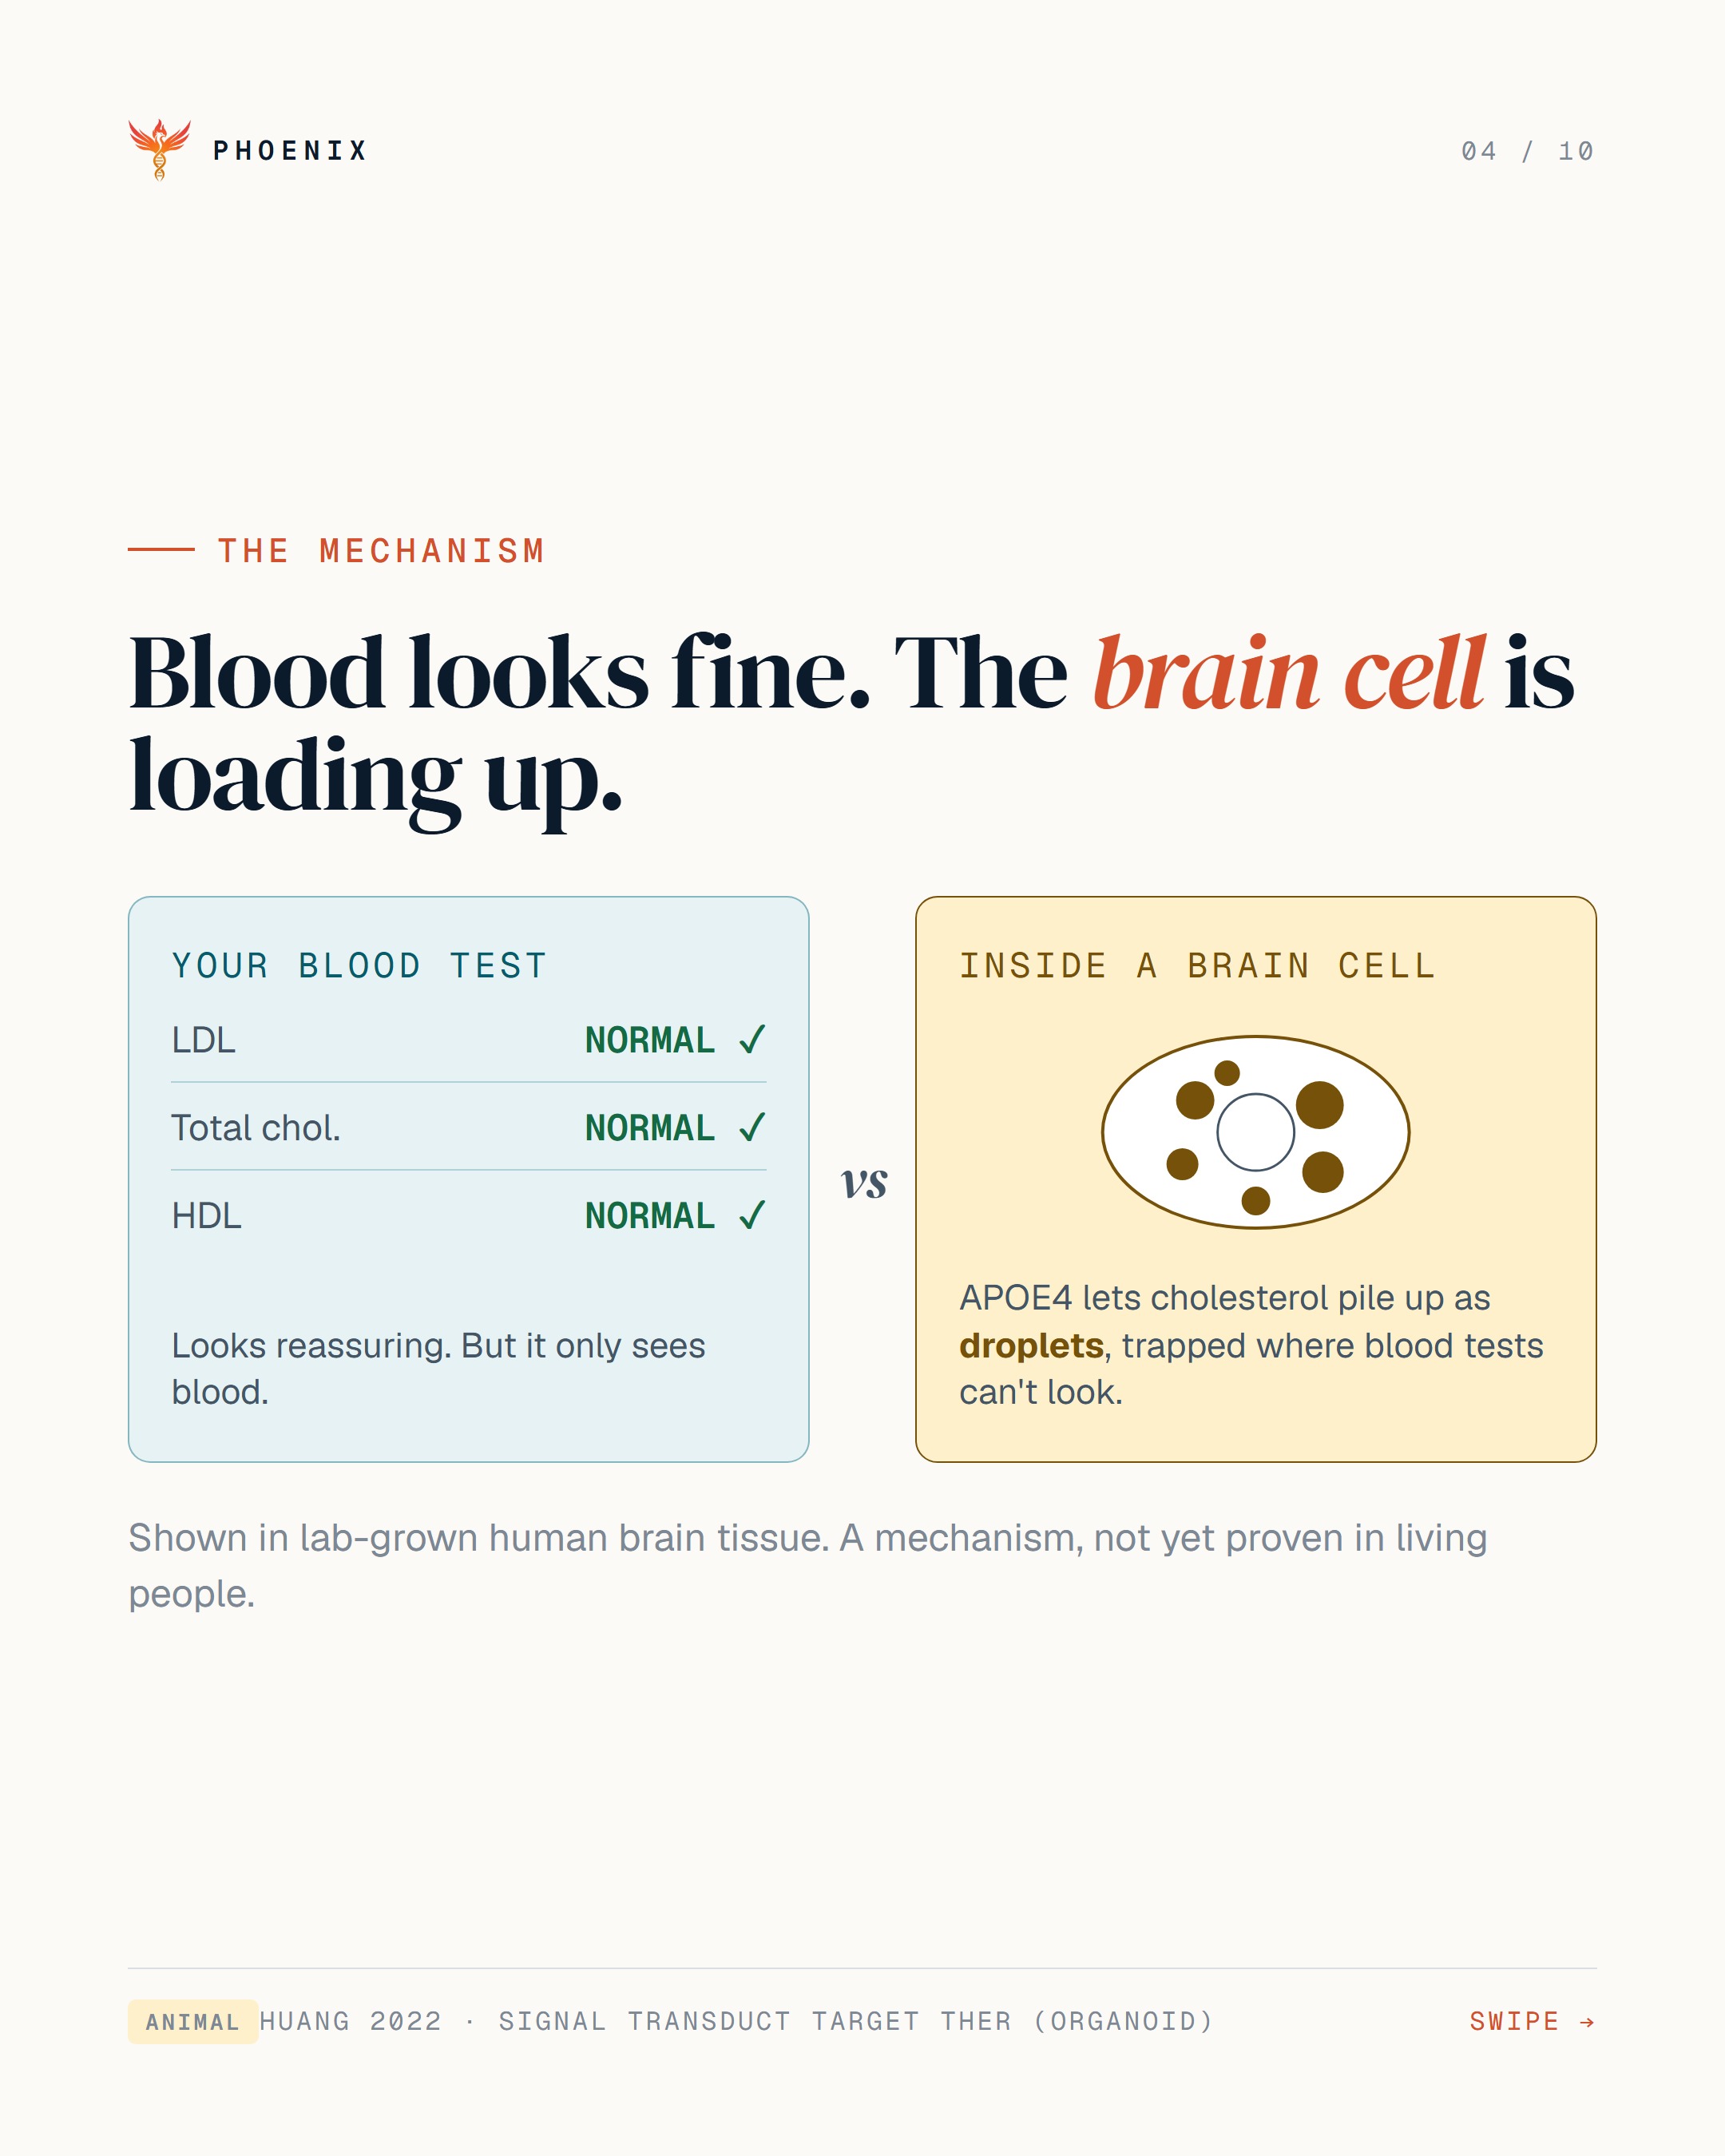 PHOENIX
04 / 10
THE MECHANISM
Blood looks fine. The brain cell is
loading up.
YOUR BLOOD TEST
LDL NORMAL ✓
Total chol. NORMAL ✓
HDL NORMAL ✓
Looks reassuring. But it only sees
blood.
vs
INSIDE A BRAIN CELL
APOE4 lets cholesterol pile up as
droplets, trapped where blood tests
can't look.
Shown in lab-grown human brain tissue. A mechanism, not yet proven in living
people.
ANIMAL HUANG 2022 · SIGNAL TRANSDUCT TARGET THER (ORGANOID)
SWIPE →